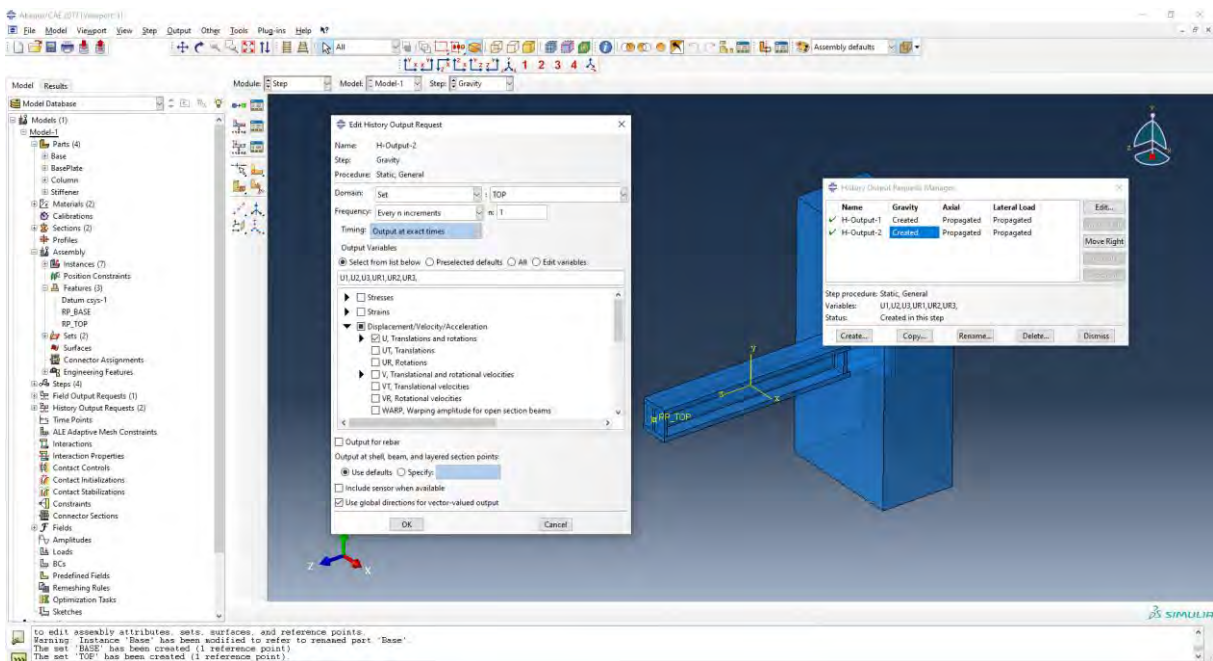 Abaqus/CAE (DTF) [Viewport: 1]
File Model Viewport View Step Output Other Tools Plug-ins Help
All
Assembly defaults
1 2 3 4
Model Results
Module: Step Model: Model-1 Step: Gravity
Model Database
Models (1)
Model-1
Parts (4)
Base
BasePlate
Column
Stiffener
Materials (2)
Calibrations
Sections (2)
Profiles
Assembly
Instances (7)
Position Constraints
Features (3)
Datum csys-1
RP_BASE
RP_TOP
Sets (2)
Surfaces
Connector Assignments
Engineering Features
Steps (4)
Field Output Requests (1)
History Output Requests (2)
Time Points
ALE Adaptive Mesh Constraints
Interactions
Interaction Properties
Contact Controls
Contact Initializations
Contact Stabilizations
Constraints
Connector Sections
Fields
Amplitudes
Loads
BCs
Predefined Fields
Remeshing Rules
Optimization Tasks
Sketches
Edit History Output Request
Name: H-Output-2
Step: Gravity
Procedure: Static, General
Domain: Set : TOP
Frequency: Every n increments n: 1
Timing: Output at exact times
Output Variables
Select from list below Preselected defaults All Edit variables
U1,U2,U3,UR1,UR2,UR3,
Stresses
Strains
Displacement/Velocity/Acceleration
U, Translations and rotations
UT, Translations
UR, Rotations
V, Translational and rotational velocities
VT, Translational velocities
VR, Rotational velocities
WARP, Warping amplitude for open section beams
Output for rebar
Output at shell, beam, and layered section points:
Use defaults Specify:
Include sensor when available
Use global directions for vector-valued output
OK Cancel
History Output Requests Manager
Name Gravity Axial Lateral Load
H-Output-1 Created Propagated Propagated
H-Output-2 Created Propagated Propagated
Edit...
Move Right
Step procedure: Static, General
Variables: U1,U2,U3,UR1,UR2,UR3,
Status: Created in this step
Create... Copy... Rename... Delete... Dismiss
RP_TOP
Y
Z
X
Z X
SIMULIA
to edit assembly attributes, sets, surfaces, and reference points.
Warning: Instance 'Base' has been modified to refer to renamed part 'Base'.
The set 'BASE' has been created (1 reference point)
The set 'TOP' has been created (1 reference point).